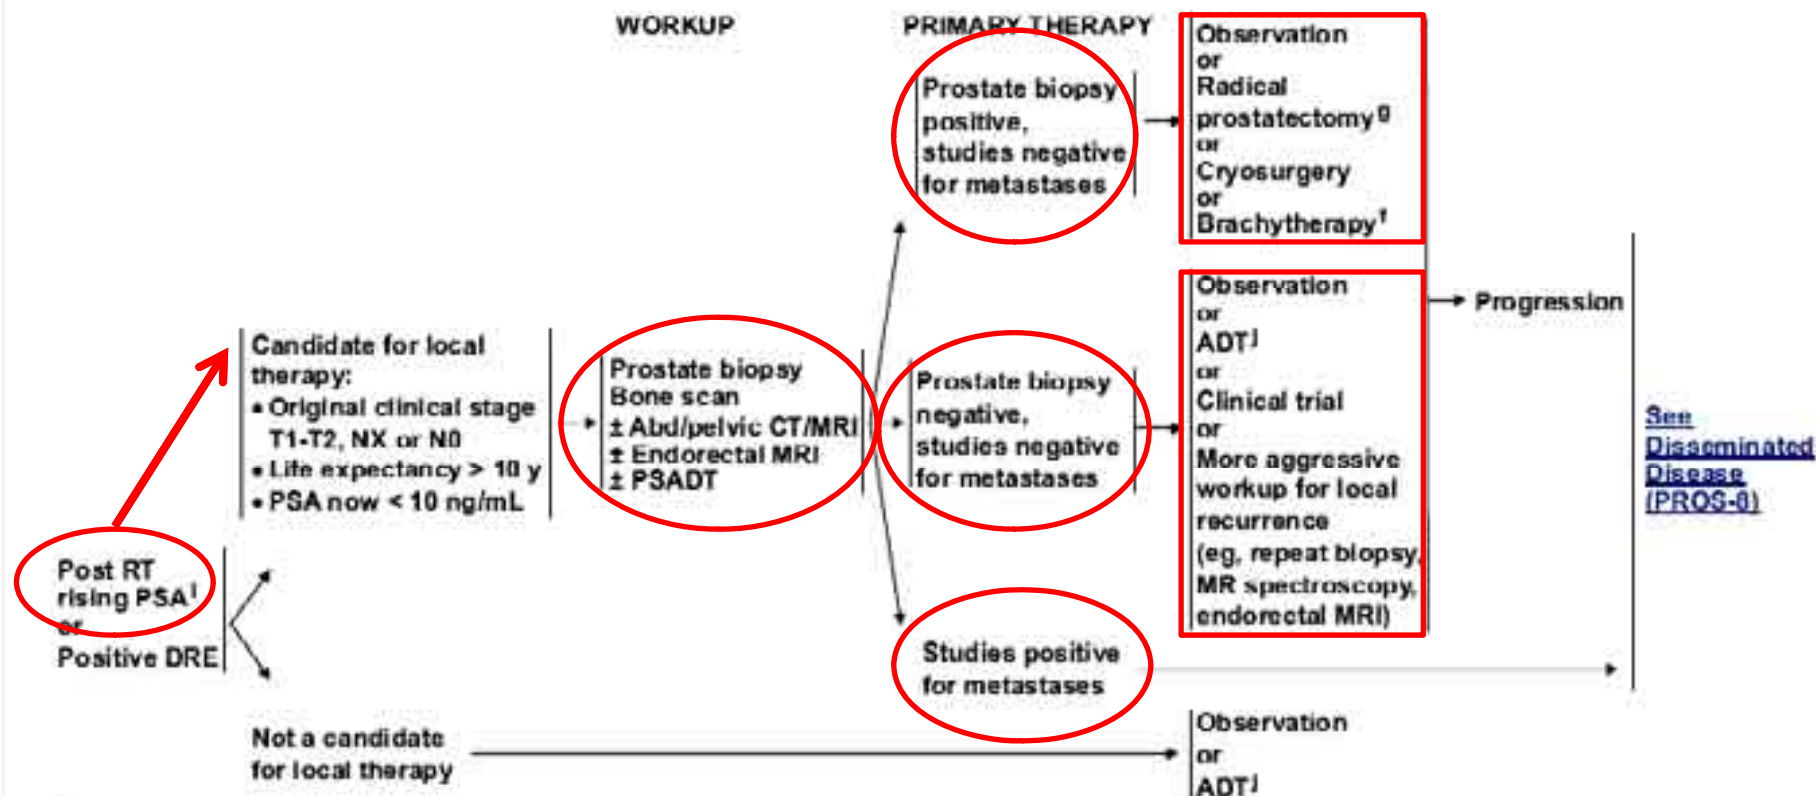 WORKUP
PRIMARY THERAPY
Post RT
rising PSAⁱ
or
Positive DRE
Candidate for local
therapy:
• Original clinical stage
T1-T2, NX or N0
• Life expectancy > 10 y
• PSA now < 10 ng/mL
Prostate biopsy
Bone scan
± Abd/pelvic CT/MRI
± Endorectal MRI
± PSADT
Prostate biopsy
positive,
studies negative
for metastases
Observation
or
Radical
prostatectomy ᵍ
or
Cryosurgery
or
Brachytherapy ᶠ
Prostate biopsy
negative,
studies negative
for metastases
Observation
or
ADT ʲ
or
Clinical trial
or
More aggressive
workup for local
recurrence
(eg, repeat biopsy,
MR spectroscopy,
endorectal MRI)
Progression
Studies positive
for metastases
See
Disseminated
Disease
(PROS-8)
Not a candidate
for local therapy
Observation
or
ADT ʲ